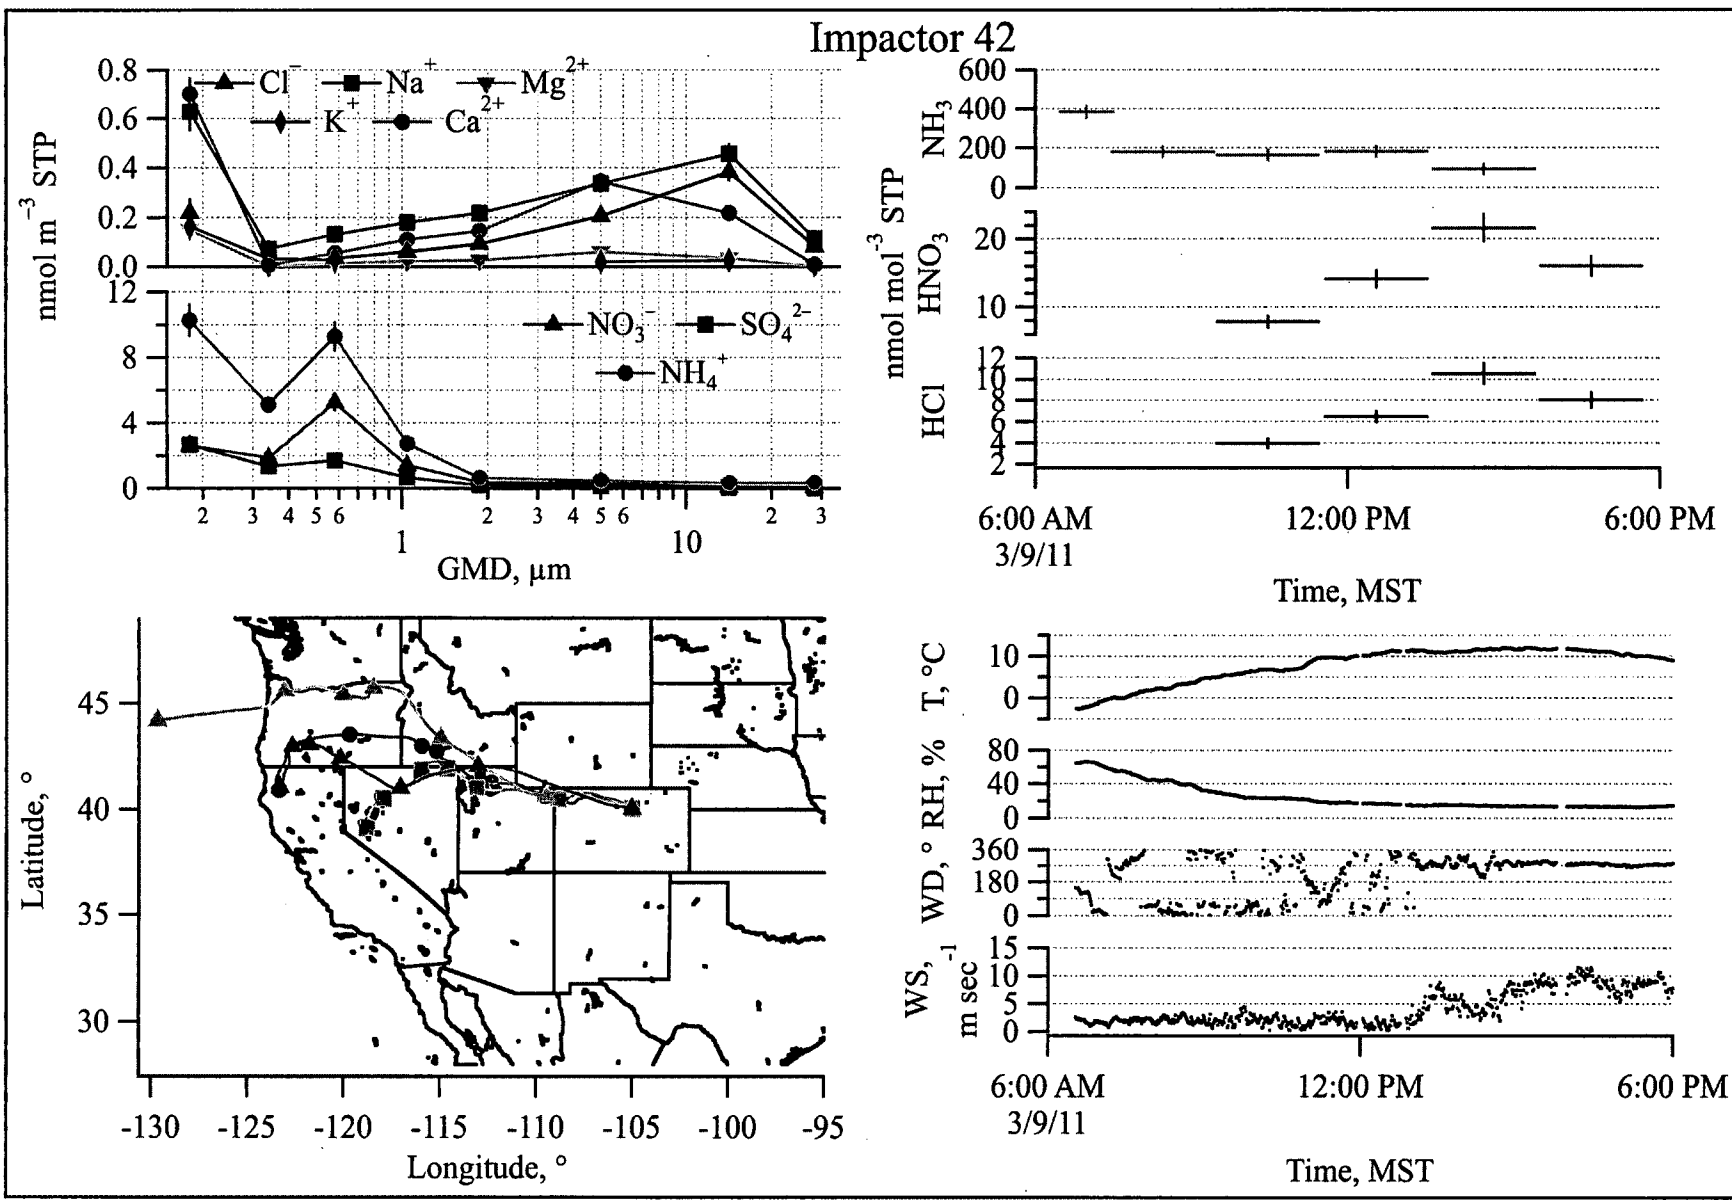 Impactor 42
nmol m⁻³ STP
0.8
0.6
0.4
0.2
0.0
Cl⁻ Na⁺ Mg²⁺
K⁺ Ca²⁺
12
8
4
0
NO₃⁻ SO₄²⁻
NH₄⁺
2 3 4 5 6 2 3 4 5 6 2 3
1 10
GMD, µm
nmol mol⁻³ STP
NH₃
600
400
200
0
HNO₃
20
10
HCl
12
10
8
6
4
2
6:00 AM 12:00 PM 6:00 PM
3/9/11
Time, MST
Latitude, °
45
40
35
30
-130 -125 -120 -115 -110 -105 -100 -95
Longitude, °
T, °C
10
0
RH, %
80
40
0
WD, °
360
180
0
WS,
m sec⁻¹
15
10
5
0
6:00 AM 12:00 PM 6:00 PM
3/9/11
Time, MST